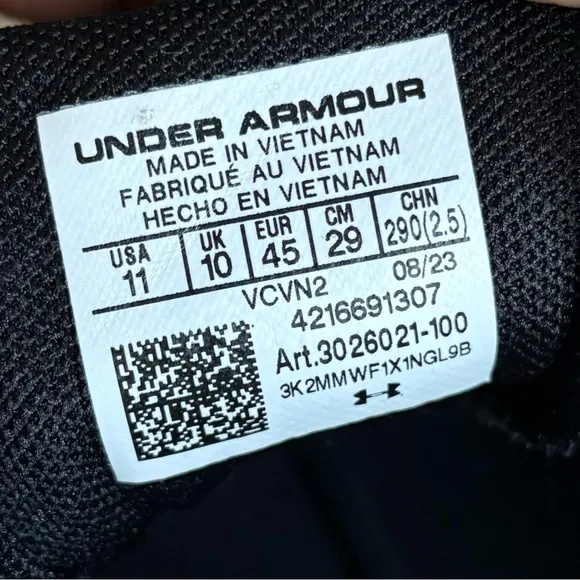 UNDER ARMOUR
MADE IN VIETNAM
FABRIQUÉ AU VIETNAM
HECHO EN VIETNAM
USA UK EUR CM CHN
11 10 45 29 290(2.5)
VCVN2 08/23
4216691307
Art.3026021-100
3K2MMWF1X1NGL9B